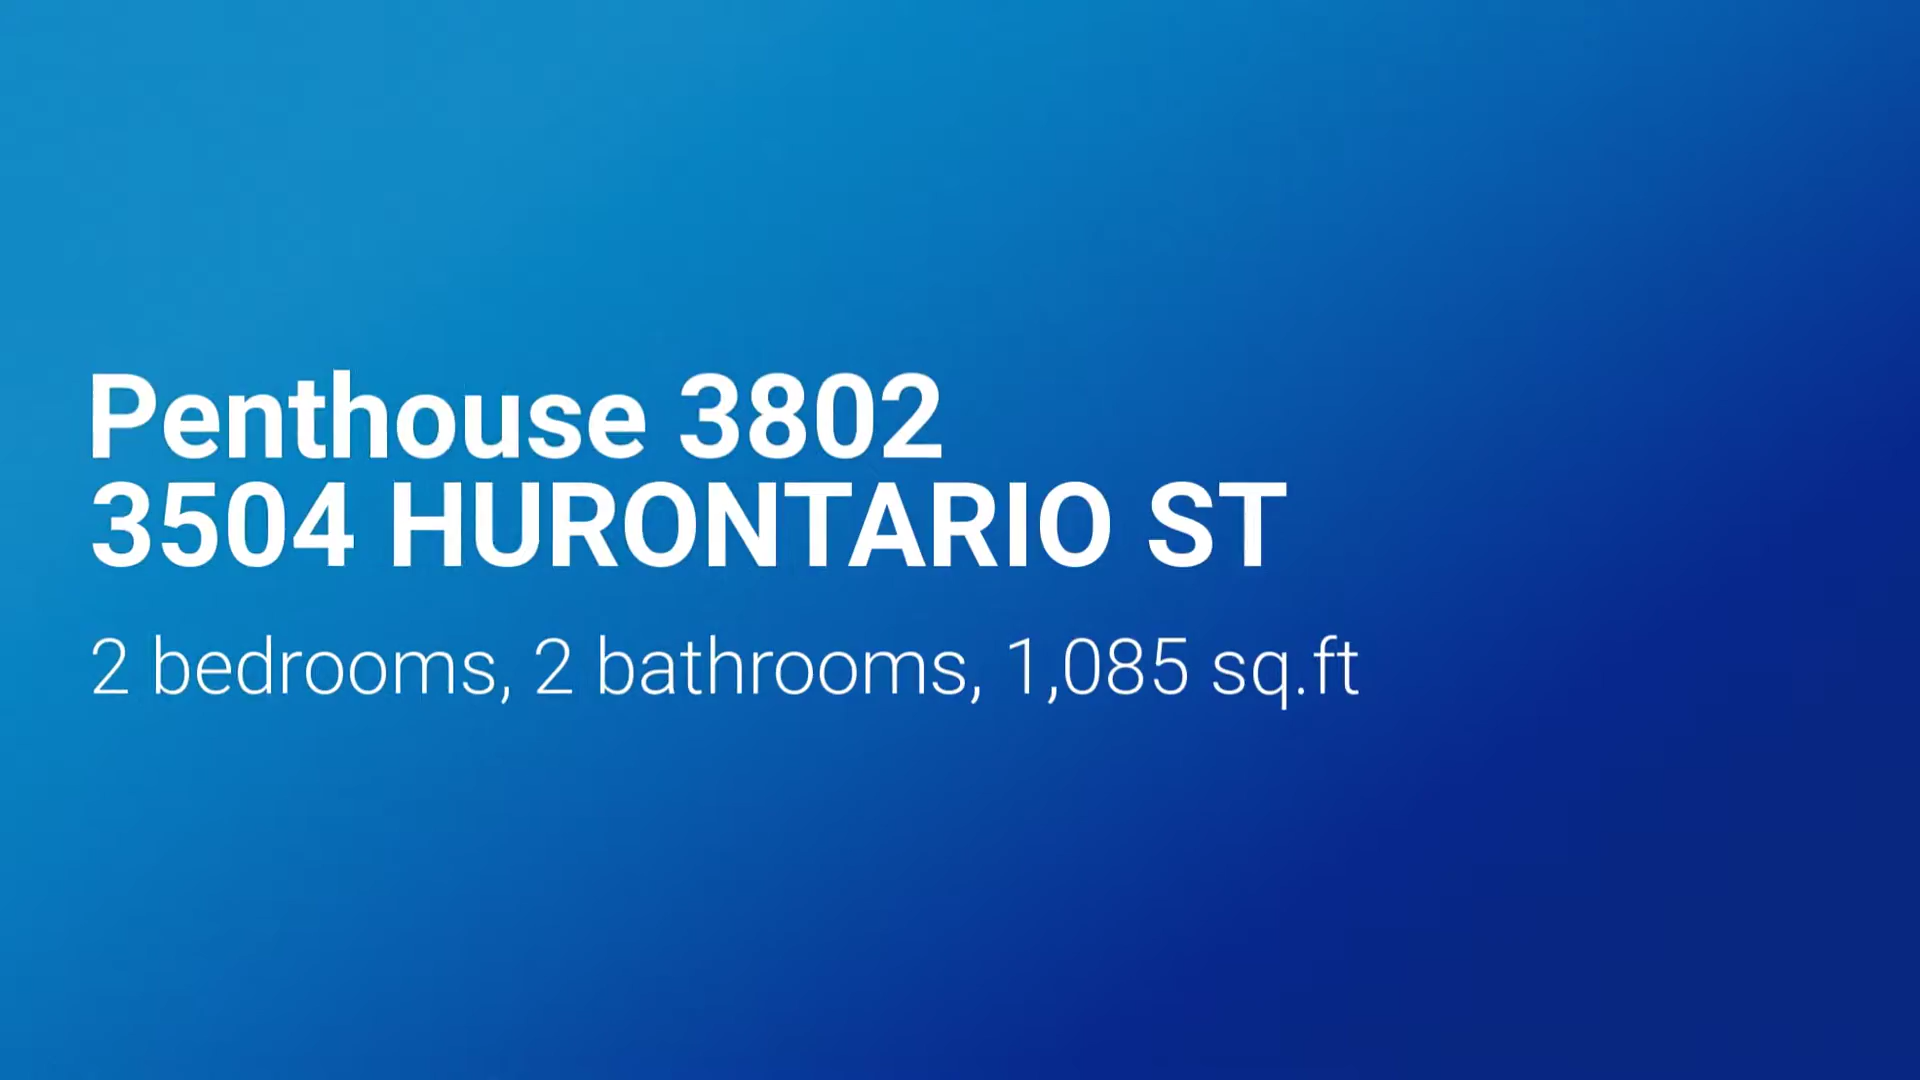 Penthouse 3802
3504 HURONTARIO ST
2 bedrooms, 2 bathrooms, 1,085 sq.ft